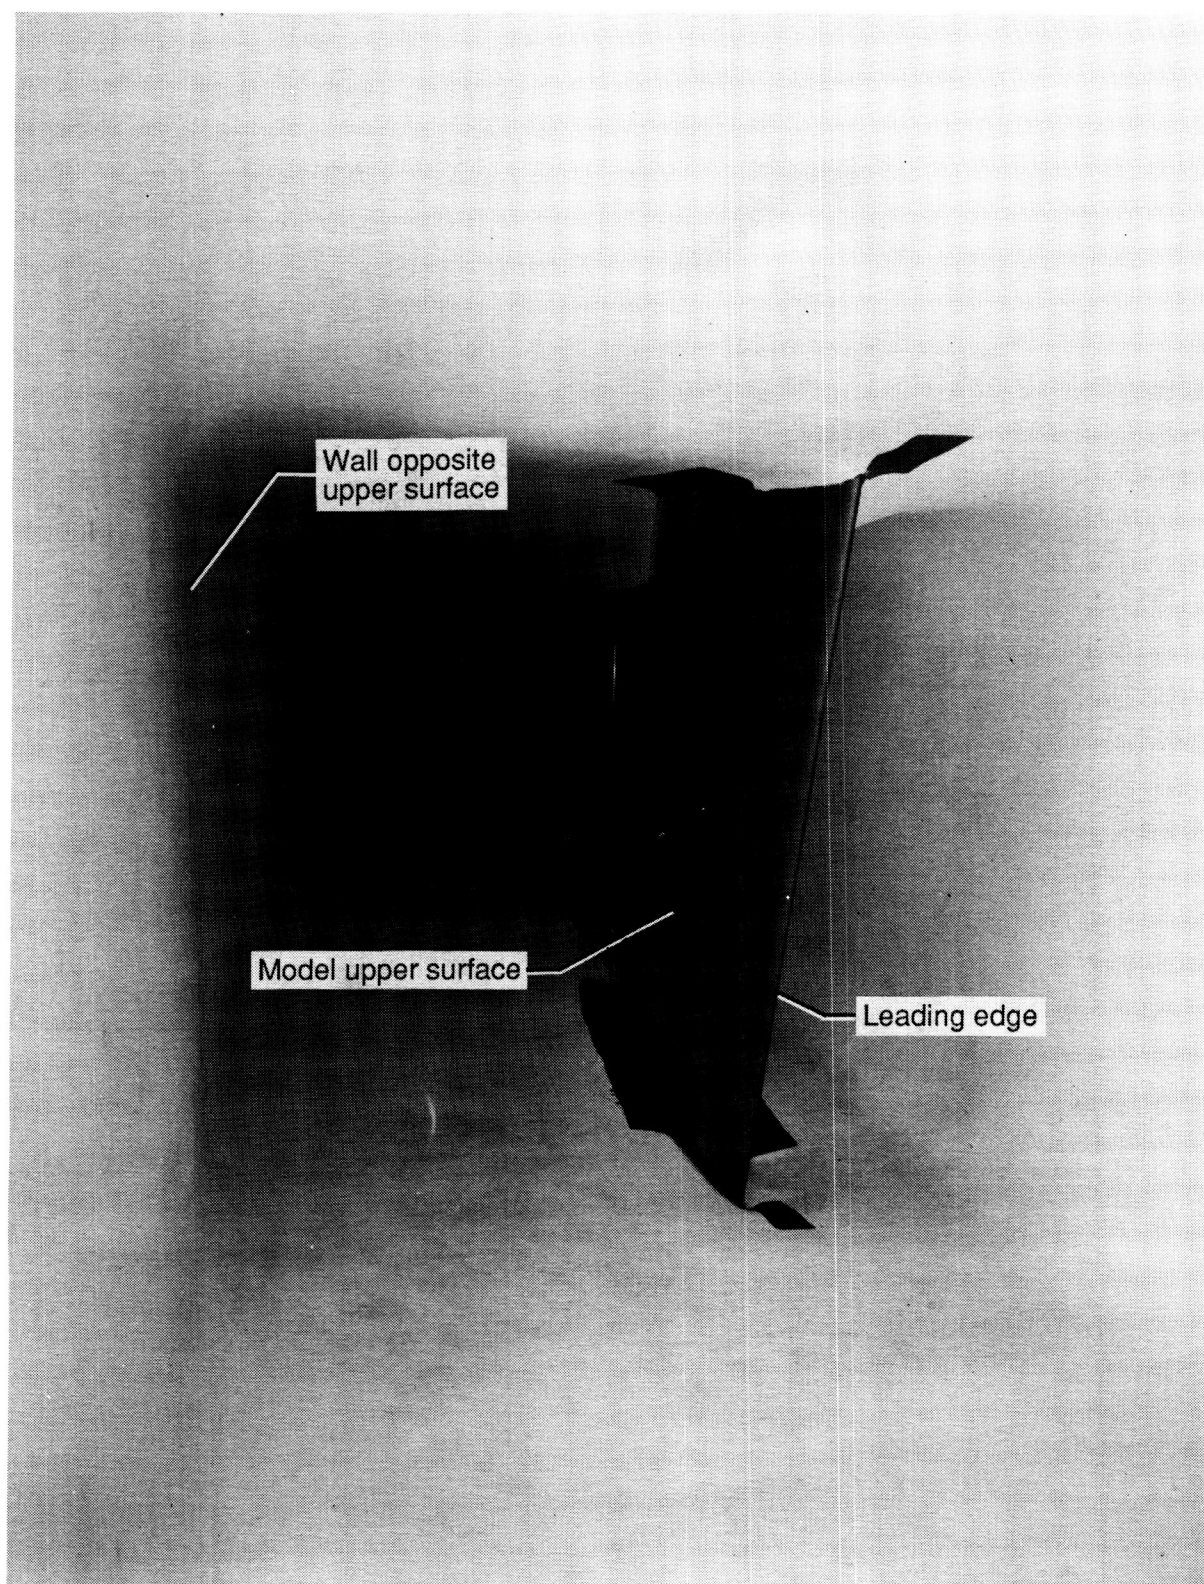 Wall opposite
upper surface
Model upper surface
Leading edge